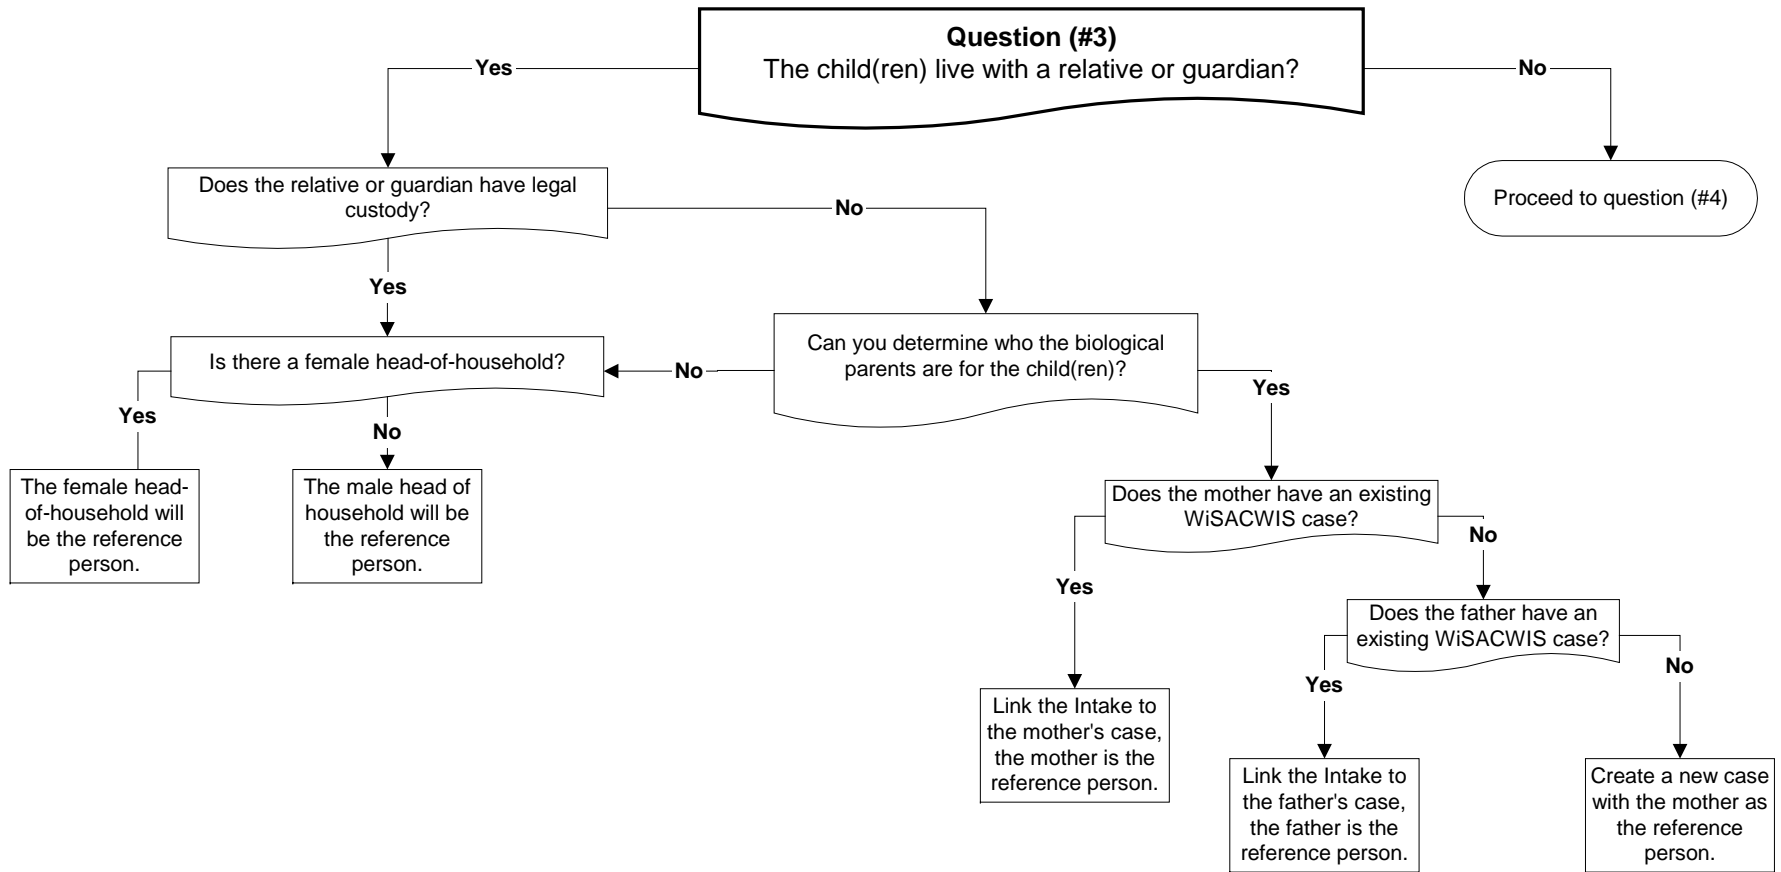 Question (#3)
The child(ren) live with a relative or guardian?
Yes
No
Does the relative or guardian have legal
custody?
No
Proceed to question (#4)
Yes
Is there a female head-of-household?
No
Can you determine who the biological
parents are for the child(ren)?
Yes
Yes
No
The female head-
of-household will
be the reference
person.
The male head of
household will be
the reference
person.
Does the mother have an existing
WiSACWIS case?
Yes
No
Does the father have an
existing WiSACWIS case?
Yes
No
Link the Intake to
the mother's case,
the mother is the
reference person.
Link the Intake to
the father's case,
the father is the
reference person.
Create a new case
with the mother as
the reference
person.